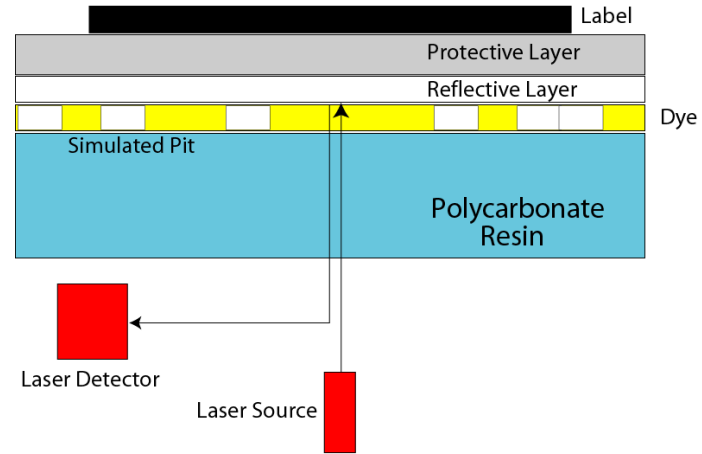 Label
Protective Layer
Reflective Layer
Dye
Simulated Pit
Polycarbonate
Resin
Laser Detector
Laser Source